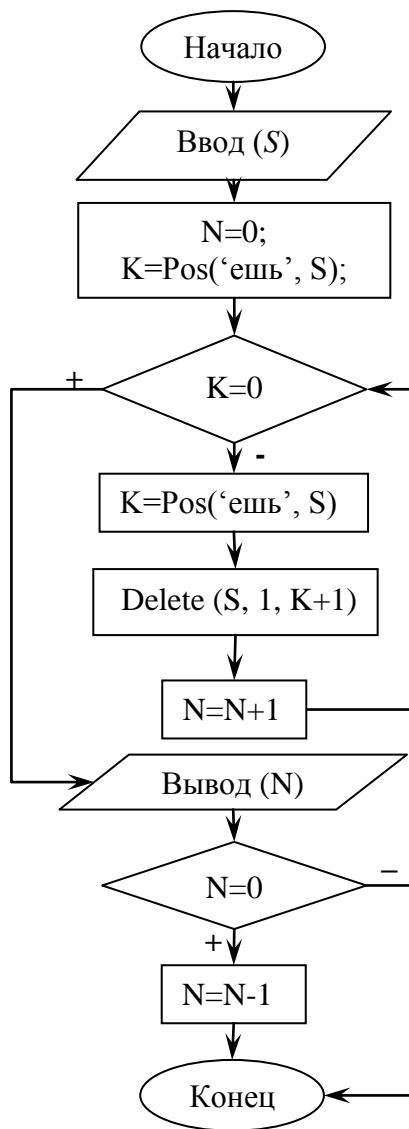 Начало
Ввод (S)
N=0;
K=Pos(‘ешь’, S);
+
K=0
-
K=Pos(‘ешь’, S)
Delete (S, 1, K+1)
N=N+1
Вывод (N)
–
N=0
+
N=N-1
Конец